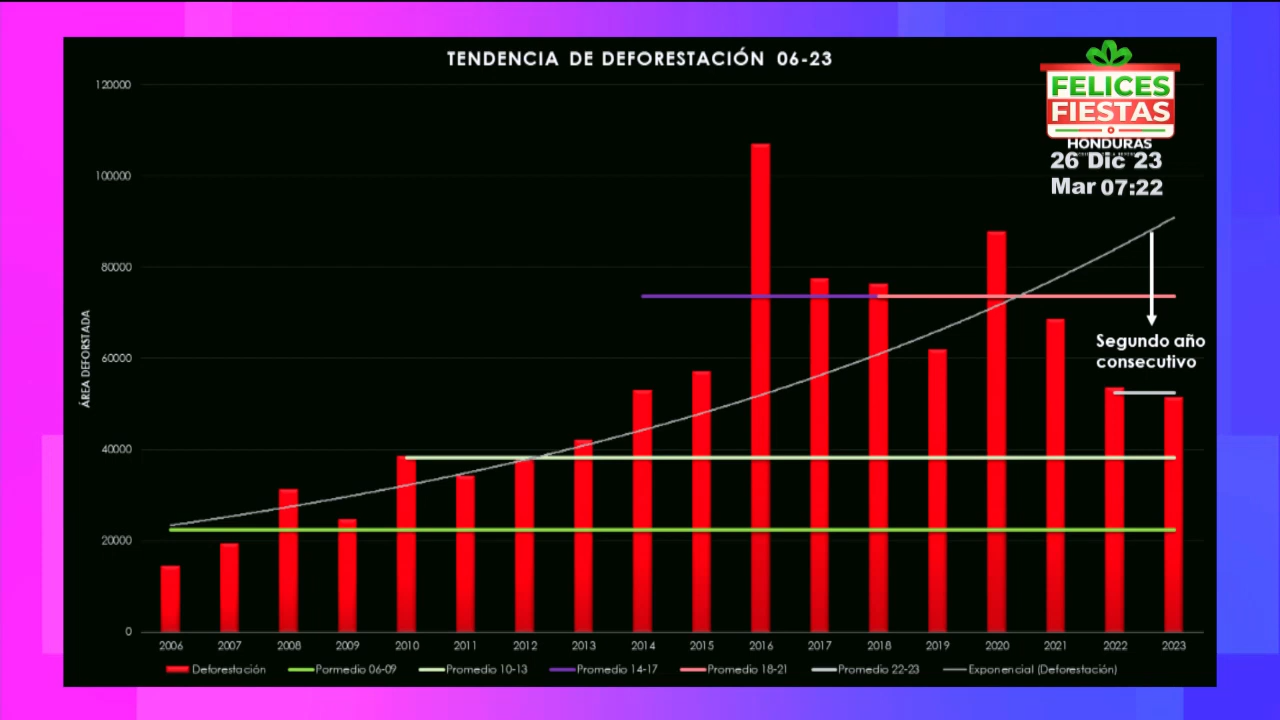 TENDENCIA DE DEFORESTACIÓN 06-23
FELICES
FIESTAS
HONDURAS
26 Dic 23
Mar 07:22
120000
100000
80000
60000
40000
20000
0
ÁREA DEFORSTADA
Segundo año
consecutivo
2006 2007 2008 2009 2010 2011 2012 2013 2014 2015 2016 2017 2018 2019 2020 2021 2022 2023
Deforestación Pormedio 06-09 Promedio 10-13 Promedio 14-17 Promedio 18-21 Promedio 22-23 Exponencial (Deforestación)